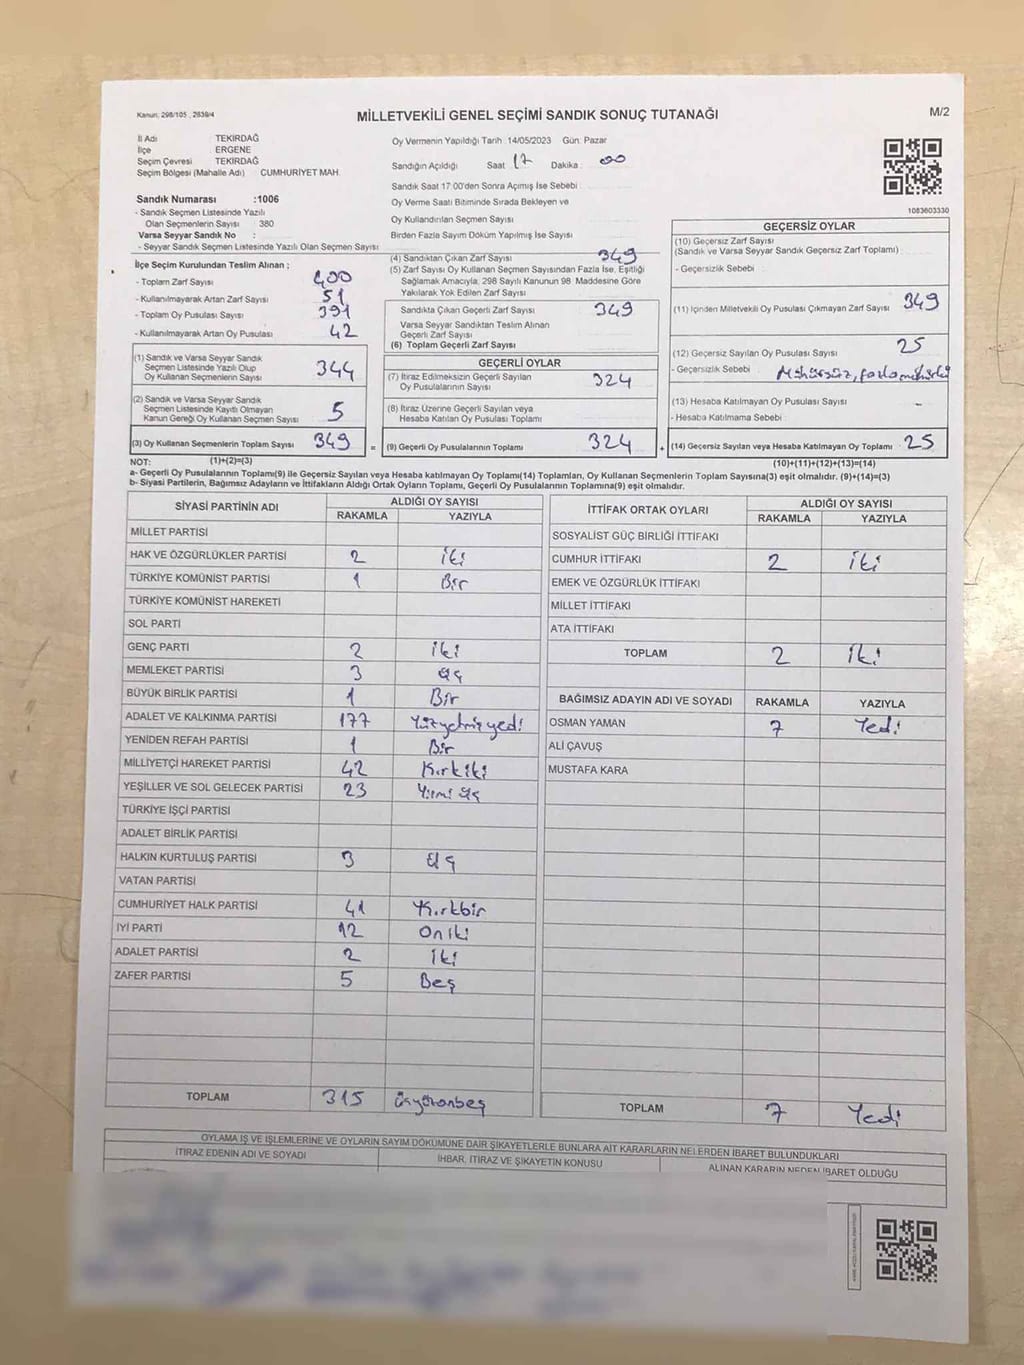 Kanun: 298/105 , 2839/4
MİLLETVEKİLİ GENEL SEÇİMİ SANDIK SONUÇ TUTANAĞI
M/2
İl Adı TEKİRDAĞ
İlçe ERGENE
Seçim Çevresi TEKİRDAĞ
Seçim Bölgesi (Mahalle Adı) CUMHURİYET MAH.
Sandık Numarası :1006
- Sandık Seçmen Listesinde Yazılı
Olan Seçmenlerin Sayısı : 380
Varsa Seyyar Sandık No :
- Seyyar Sandık Seçmen Listesinde Yazılı Olan Seçmen Sayısı
Oy Vermenin Yapıldığı Tarih : 14/05/2023 Gün: Pazar
Sandığın Açıldığı Saat 17 Dakika : 00
Sandık Saat 17:00'den Sonra Açımış İse Sebebi :
Oy Verme Saati Bitiminde Sırada Bekleyen ve
Oy Kullandırılan Seçmen Sayısı
Birden Fazla Sayım Döküm Yapılmış İse Sayısı
1083603330
İlçe Seçim Kurulundan Teslim Alınan ;
- Toplam Zarf Sayısı 400
- Kullanılmayarak Artan Zarf Sayısı 51
- Toplam Oy Pusulası Sayısı 391
- Kullanılmayarak Artan Oy Pusulası 42
(1) Sandık ve Varsa Seyyar Sandık
Seçmen Listesinde Yazılı Olup
Oy Kullanan Seçmenlerin Sayısı 344
(2) Sandık ve Varsa Seyyar Sandık
Seçmen Listesinde Kayıtlı Olmayan
Kanun Gereği Oy Kullanan Seçmen Sayısı 5
(3) Oy Kullanan Seçmenlerin Toplam Sayısı 349
(1)+(2)=(3)
(4) Sandıktan Çıkan Zarf Sayısı 349
(5) Zarf Sayısı Oy Kullanan Seçmen Sayısından Fazla İse, Eşitliği
Sağlamak Amacıyla, 298 Sayılı Kanunun 98. Maddesine Göre
Yakılarak Yok Edilen Zarf Sayısı
Sandıkta Çıkan Geçerli Zarf Sayısı 349
Varsa Seyyar Sandıktan Teslim Alınan
Geçerli Zarf Sayısı
(6) Toplam Geçerli Zarf Sayısı
GEÇERLİ OYLAR
(7) İtiraz Edilmeksizin Geçerli Sayılan
Oy Pusulalarının Sayısı 324
(8) İtiraz Üzerine Geçerli Sayılan veya
Hesaba Katılan Oy Pusulası Toplamı
= (9) Geçerli Oy Pusulalarının Toplamı 324
GEÇERSİZ OYLAR
(10) Geçersiz Zarf Sayısı
(Sandık ve Varsa Seyyar Sandık Geçersiz Zarf Toplamı) :
- Geçersizlik Sebebi :
(11) İçinden Milletvekili Oy Pusulası Çıkmayan Zarf Sayısı 349
(12) Geçersiz Sayılan Oy Pusulası Sayısı 25
- Geçersizlik Sebebi : Mühürsüz, fazla mühürlü
(13) Hesaba Katılmayan Oy Pusulası Sayısı -
- Hesaba Katılmama Sebebi :
+ (14) Geçersiz Sayılan veya Hesaba Katılmayan Oy Toplamı 25
(10)+(11)+(12)+(13)=(14)
NOT:
a- Geçerli Oy Pusulalarının Toplamı(9) ile Geçersiz Sayılan veya Hesaba katılmayan Oy Toplamı(14) Toplamları, Oy Kullanan Seçmenlerin Toplam Sayısına(3) eşit olmalıdır. (9)+(14)=(3)
b- Siyasi Partilerin, Bağımsız Adayların ve İttifakların Aldığı Ortak Oyların Toplamı, Geçerli Oy Pusulalarının Toplamına(9) eşit olmalıdır.
SİYASİ PARTİNİN ADI ALDIĞI OY SAYISI
RAKAMLA YAZIYLA
MİLLET PARTİSİ
HAK VE ÖZGÜRLÜKLER PARTİSİ 2 İki
TÜRKİYE KOMÜNİST PARTİSİ 1 Bir
TÜRKİYE KOMÜNİST HAREKETİ
SOL PARTİ
GENÇ PARTİ 2 İki
MEMLEKET PARTİSİ 3 Üç
BÜYÜK BİRLİK PARTİSİ 1 Bir
ADALET VE KALKINMA PARTİSİ 177 Yüzyetmişyedi
YENİDEN REFAH PARTİSİ 1 Bir
MİLLİYETÇİ HAREKET PARTİSİ 42 Kırkiki
YEŞİLLER VE SOL GELECEK PARTİSİ 23 Yirmi üç
TÜRKİYE İŞÇİ PARTİSİ
ADALET BİRLİK PARTİSİ
HALKIN KURTULUŞ PARTİSİ 3 Üç
VATAN PARTİSİ
CUMHURİYET HALK PARTİSİ 41 Kırkbir
İYİ PARTİ 12 Oniki
ADALET PARTİSİ 2 İki
ZAFER PARTİSİ 5 Beş
TOPLAM 315 üçyüzonbeş
İTTİFAK ORTAK OYLARI ALDIĞI OY SAYISI
RAKAMLA YAZIYLA
SOSYALİST GÜÇ BİRLİĞİ İTTİFAKI
CUMHUR İTTİFAKI 2 İki
EMEK VE ÖZGÜRLÜK İTTİFAKI
MİLLET İTTİFAKI
ATA İTTİFAKI
TOPLAM 2 İki
BAĞIMSIZ ADAYIN ADI VE SOYADI RAKAMLA YAZIYLA
OSMAN YAMAN 7 Yedi
ALİ ÇAVUŞ
MUSTAFA KARA
TOPLAM 7 Yedi
OYLAMA İŞ VE İŞLEMLERİNE VE OYLARIN SAYIM DÖKÜMÜNE DAİR ŞİKAYETLERLE BUNLARA AİT KARARLARIN NELERDEN İBARET BULUNDUKLARI
İTİRAZ EDENİN ADI VE SOYADI İHBAR, İTİRAZ VE ŞİKAYETİN KONUSU ALINAN KARARIN NEDEN İBARET OLDUĞU